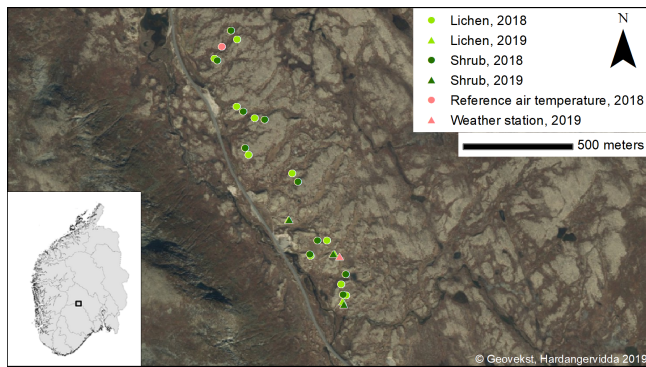 Lichen, 2018
Lichen, 2019
Shrub, 2018
Shrub, 2019
Reference air temperature, 2018
Weather station, 2019
N
500 meters
© Geovekst, Hardangervidda 2019